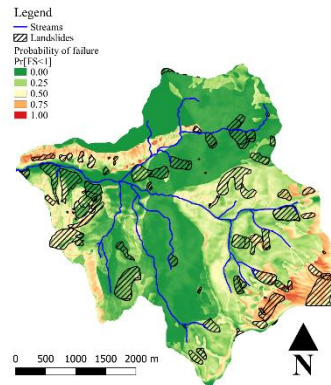 Legend
Streams
Landslides
Probability of failure
Pr[FS<1]
0.00
0.25
0.50
0.75
1.00
0 500 1000 1500 2000 m
N